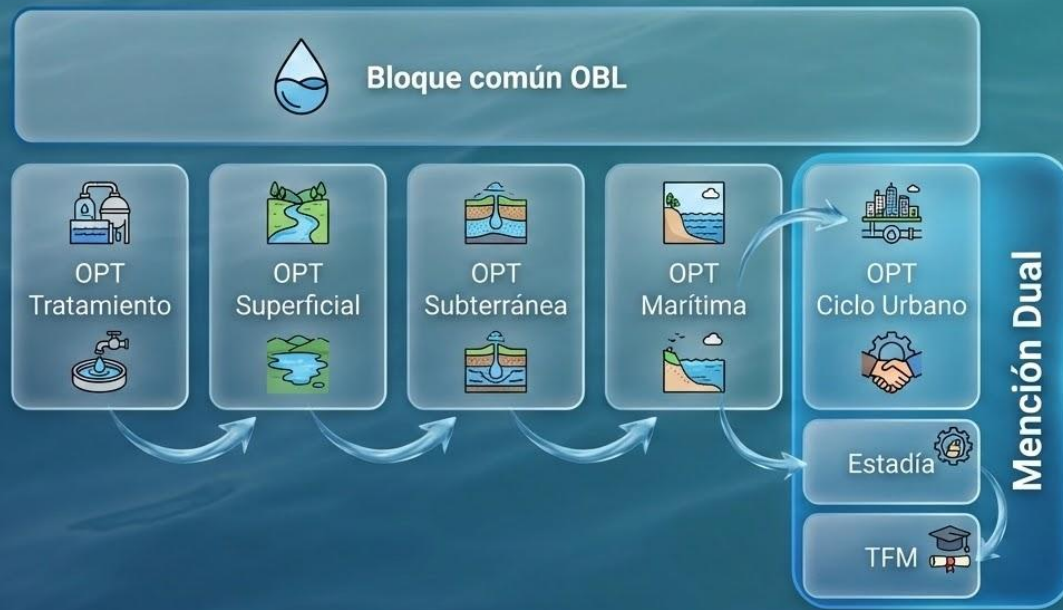 Bloque común OBL
OPT
Tratamiento
OPT
Superficial
OPT
Subterránea
OPT
Marítima
OPT
Ciclo Urbano
Estadía
TFM
Mención Dual